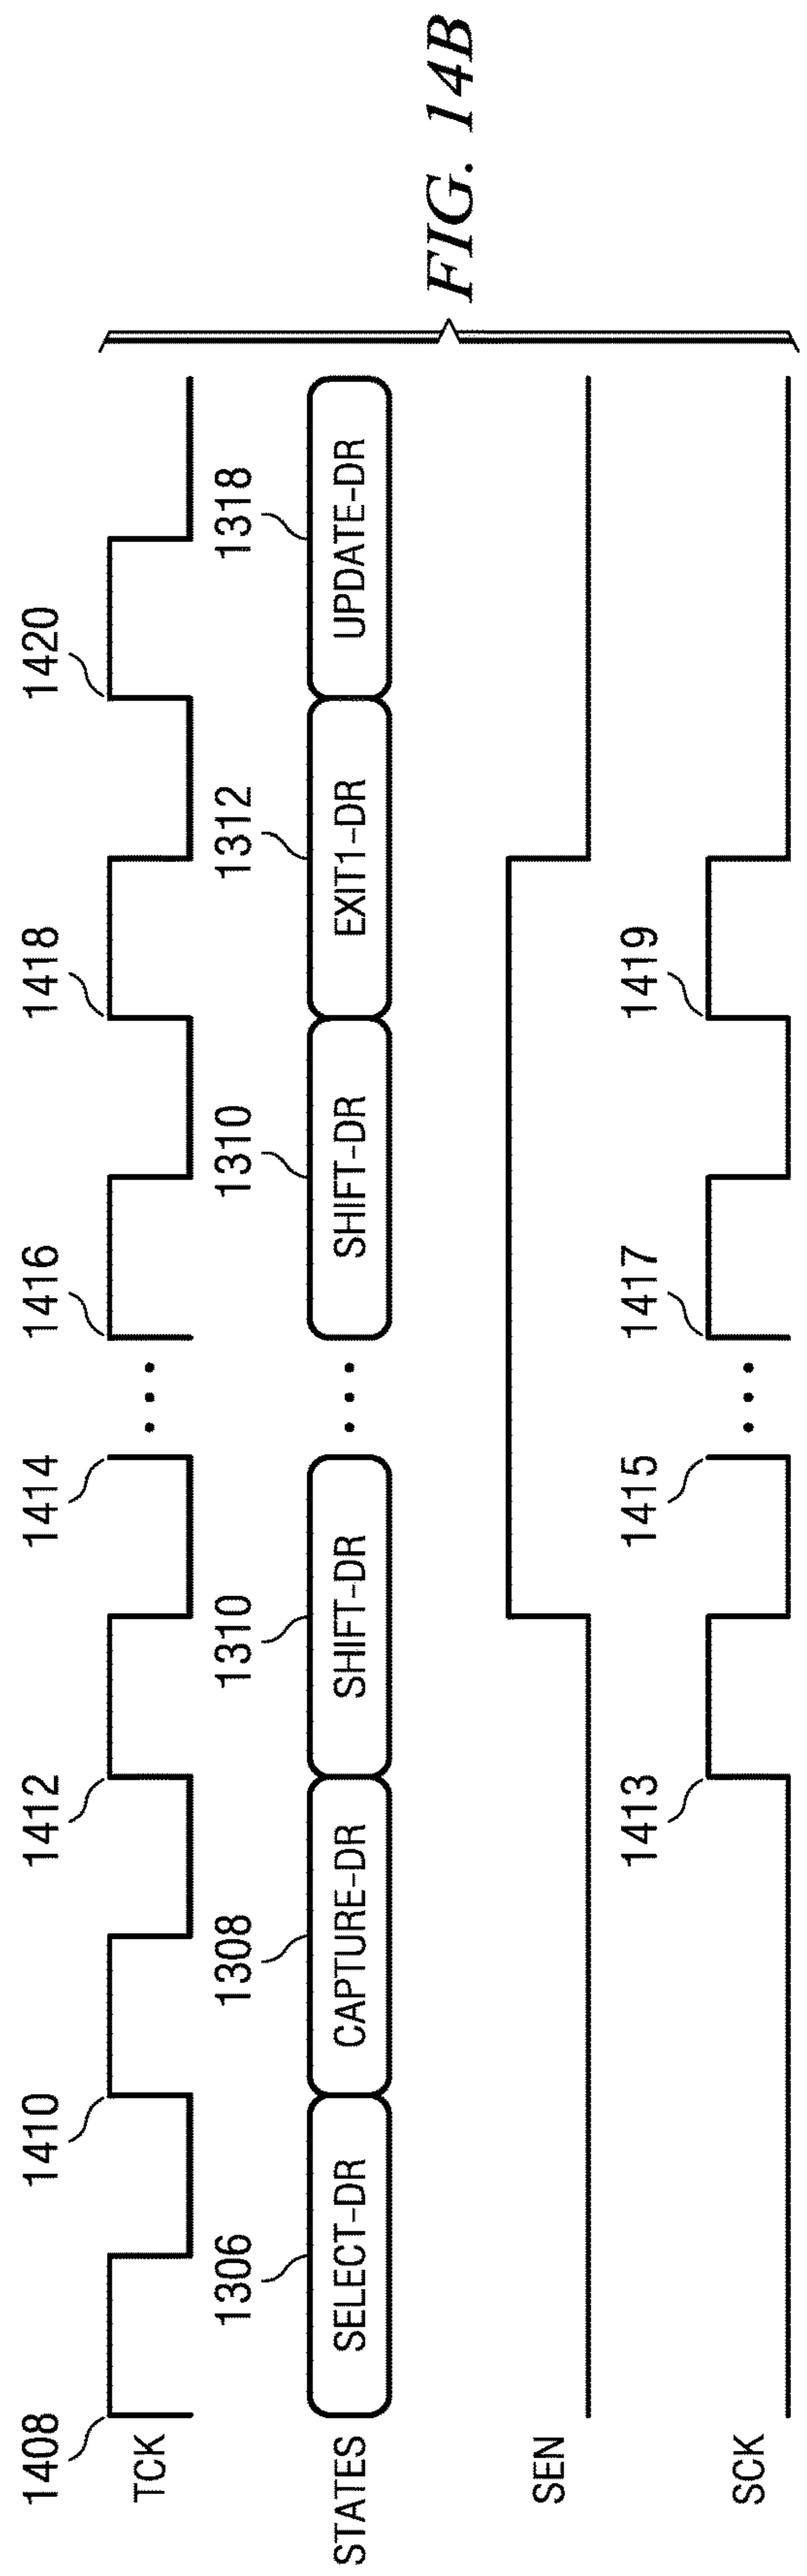 1408 1410 1412 1414 1416 1418 1420
TCK
1306 1308 1310 1310 1312 1318
STATES SELECT-DR CAPTURE-DR SHIFT-DR ... SHIFT-DR EXIT1-DR UPDATE-DR
SEN
1413 1415 1417 1419
SCK
FIG. 14B